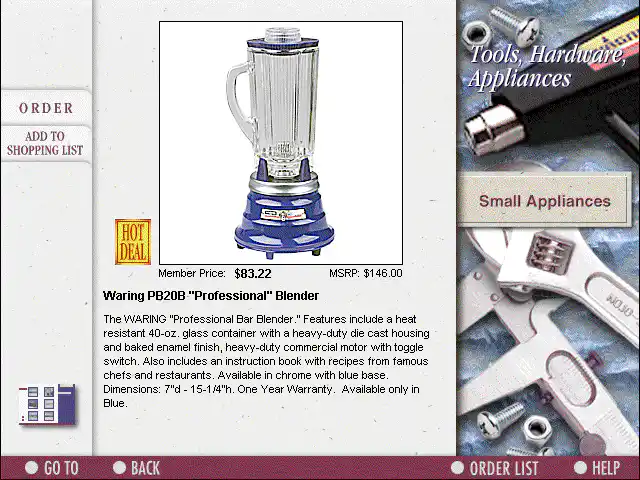 Tools, Hardware,
Appliances
ORDER
ADD TO
SHOPPING LIST
Small Appliances
HOT
DEAL
Member Price: $83.22 MSRP: $146.00
Waring PB20B "Professional" Blender
The WARING "Professional Bar Blender." Features include a heat
resistant 40-oz. glass container with a heavy-duty die cast housing
and baked enamel finish, heavy-duty commercial motor with toggle
switch. Also includes an instruction book with recipes from famous
chefs and restaurants. Available in chrome with blue base.
Dimensions: 7"d - 15-1/4"h. One Year Warranty. Available only in
Blue.
GO TO
BACK
ORDER LIST
HELP